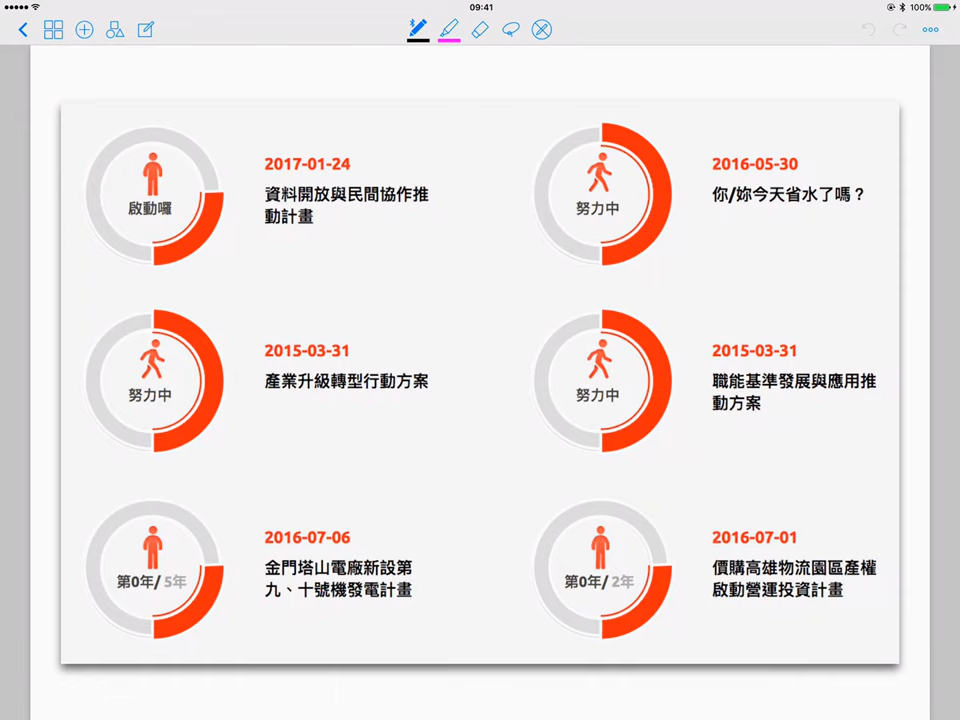 09:41
100%
啟動囉
2017-01-24
資料開放與民間協作推
動計畫
努力中
2016-05-30
你/妳今天省水了嗎？
努力中
2015-03-31
產業升級轉型行動方案
努力中
2015-03-31
職能基準發展與應用推
動方案
第0年/ 5年
2016-07-06
金門塔山電廠新設第
九、十號機發電計畫
第0年/ 2年
2016-07-01
價購高雄物流園區產權
啟動營運投資計畫